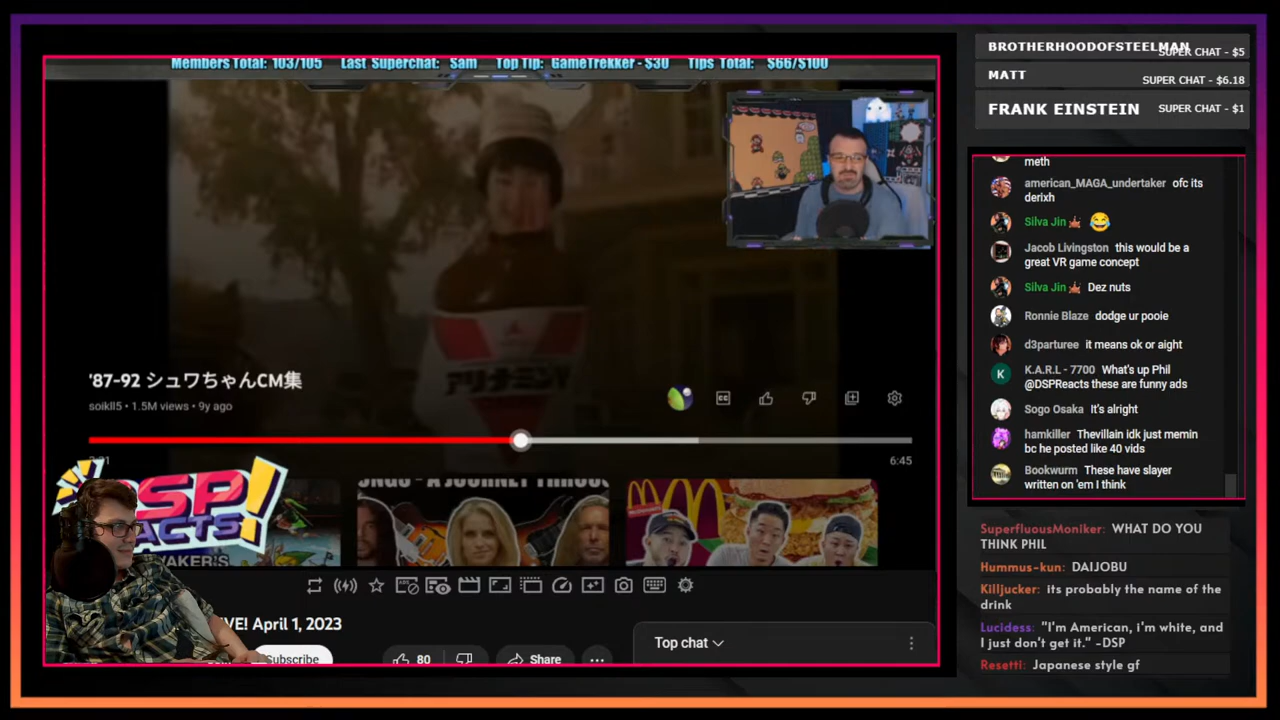 Members Total: 103/105 Last Superchat: Sam Top Tip: GameTrekker - $30 Tips Total: $66/$100
アリナミンV
'87-92 シュワちゃんCM集
soikll5 • 1.5M views • 9y ago
6:45
DSP
REACTS!
McDonald's
VE! April 1, 2023
Subscribe
80
Share
Top chat
BROTHERHOODOFSTEELMAN SUPER CHAT - $5
MATT SUPER CHAT - $6.18
FRANK EINSTEIN SUPER CHAT - $1
meth
american_MAGA_undertaker ofc its
derixh
Silva Jin
Jacob Livingston this would be a
great VR game concept
Silva Jin Dez nuts
Ronnie Blaze dodge ur pooie
d3parturee it means ok or aight
K K.A.R.L - 7700 What's up Phil
@DSPReacts these are funny ads
Sogo Osaka It's alright
hamkiller Thevillain idk just memin
bc he posted like 40 vids
Bookwurm These have slayer
written on 'em I think
SuperfluousMoniker: WHAT DO YOU
THINK PHIL
Hummus-kun: DAIJOBU
Killjucker: its probably the name of the
drink
Lucidess: "I'm American, i'm white, and
I just don't get it." -DSP
Resetti: Japanese style gf